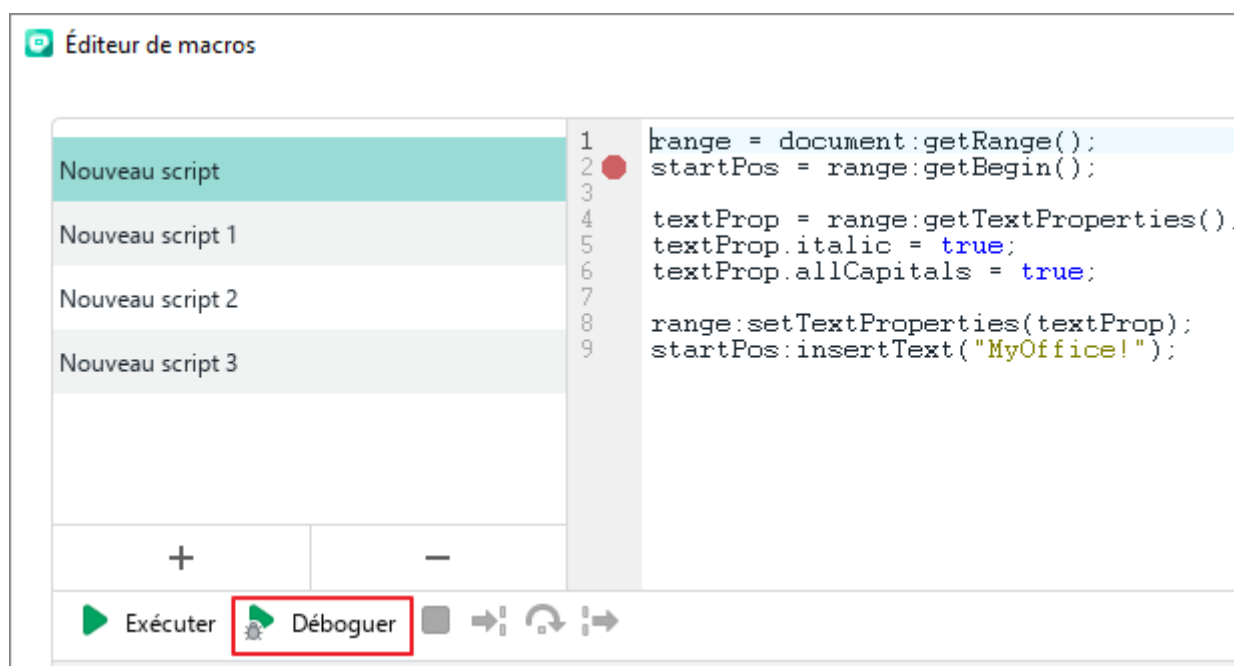 Éditeur de macros
Nouveau script
Nouveau script 1
Nouveau script 2
Nouveau script 3
+ −
1 range = document:getRange();
2 startPos = range:getBegin();
3
4 textProp = range:getTextProperties();
5 textProp.italic = true;
6 textProp.allCapitals = true;
7
8 range:setTextProperties(textProp);
9 startPos:insertText("MyOffice!");
Exécuter Déboguer